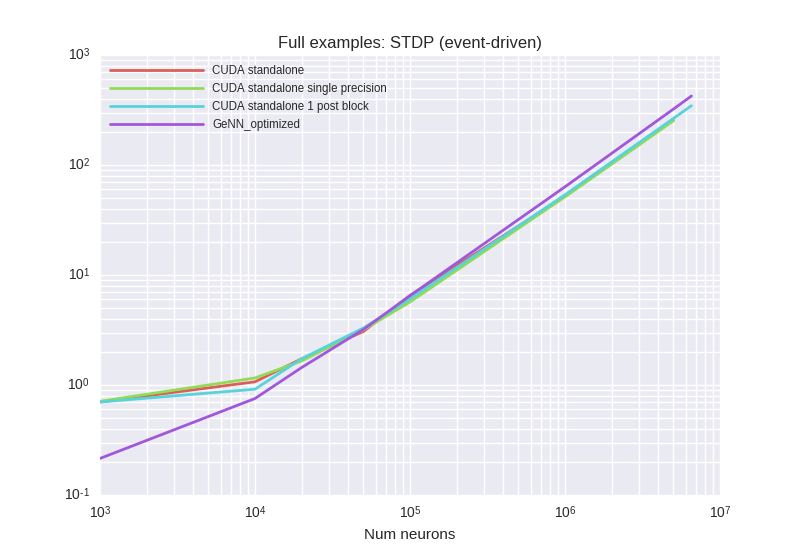 Full examples: STDP (event-driven)
10³
CUDA standalone
CUDA standalone single precision
CUDA standalone 1 post block
GeNN_optimized
10²
10¹
10⁰
10⁻¹
10³ 10⁴ 10⁵ 10⁶ 10⁷
Num neurons